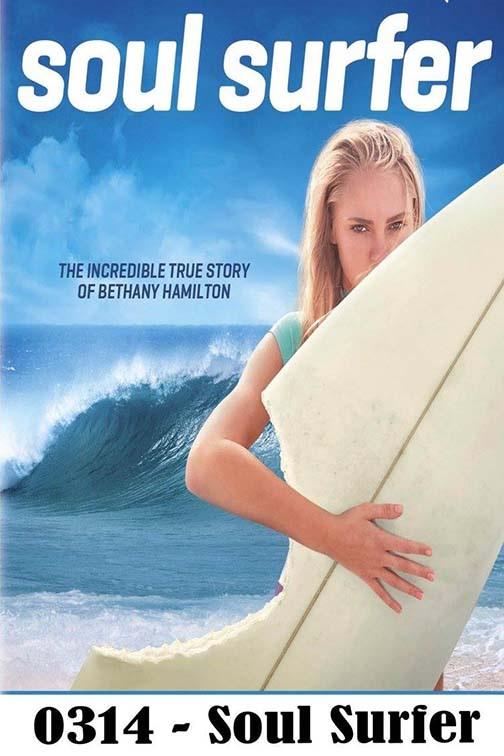 soul surfer
THE INCREDIBLE TRUE STORY
OF BETHANY HAMILTON
0314 - Soul Surfer